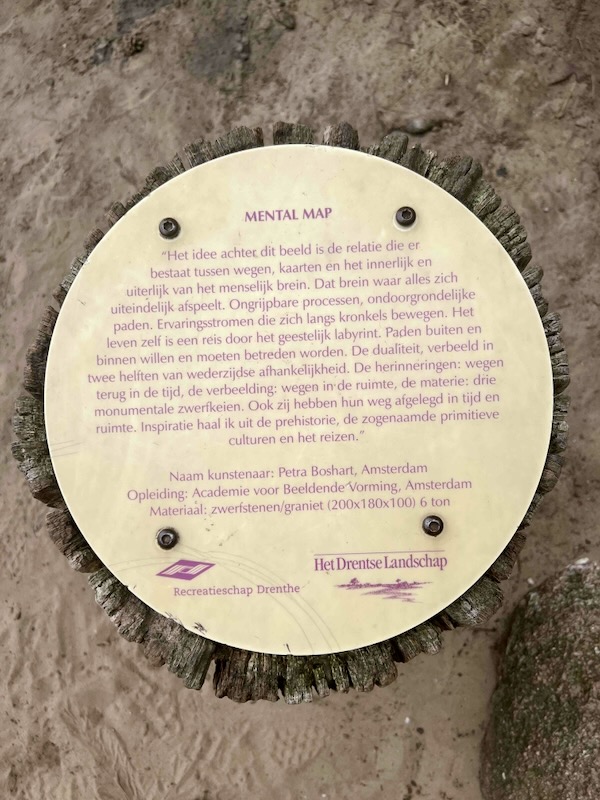 MENTAL MAP
“Het idee achter dit beeld is de relatie die er
bestaat tussen wegen, kaarten en het innerlijk en
uiterlijk van het menselijk brein. Dat brein waar alles zich
uiteindelijk afspeelt. Ongrijpbare processen, ondoorgrondelijke
paden. Ervaringsstromen die zich langs kronkels bewegen. Het
leven zelf is een reis door het geestelijk labyrint. Paden buiten en
binnen willen en moeten betreden worden. De dualiteit, verbeeld in
twee helften van wederzijdse afhankelijkheid. De herinneringen: wegen
terug in de tijd, de verbeelding: wegen in de ruimte, de materie: drie
monumentale zwerfkeien. Ook zij hebben hun weg afgelegd in tijd en
ruimte. Inspiratie haal ik uit de prehistorie, de zogenaamde primitieve
culturen en het reizen.”
Naam kunstenaar: Petra Boshart, Amsterdam
Opleiding: Academie voor Beeldende Vorming, Amsterdam
Materiaal: zwerfstenen/graniet (200x180x100) 6 ton
Het Drentse Landschap
Recreatieschap Drenthe